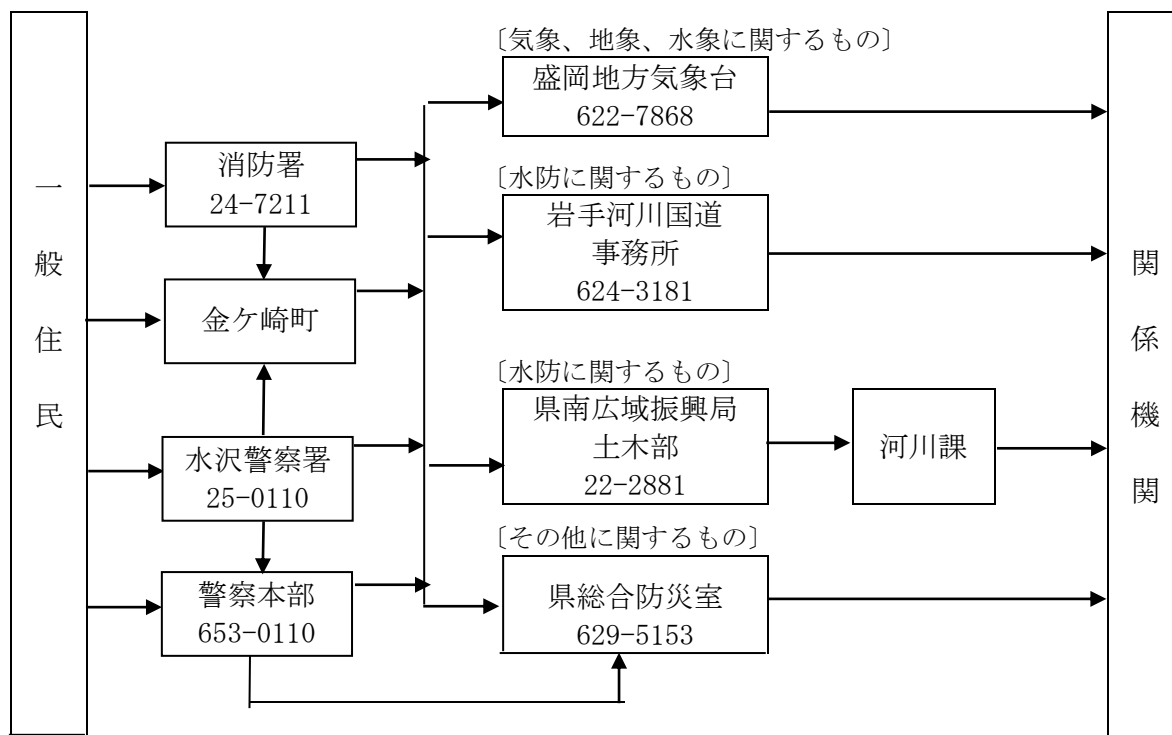 一般住民
消防署
24-7211
金ケ崎町
水沢警察署
25-0110
警察本部
653-0110
〔気象、地象、水象に関するもの〕
盛岡地方気象台
622-7868
〔水防に関するもの〕
岩手河川国道
事務所
624-3181
〔水防に関するもの〕
県南広域振興局
土木部
22-2881
河川課
〔その他に関するもの〕
県総合防災室
629-5153
関係機関